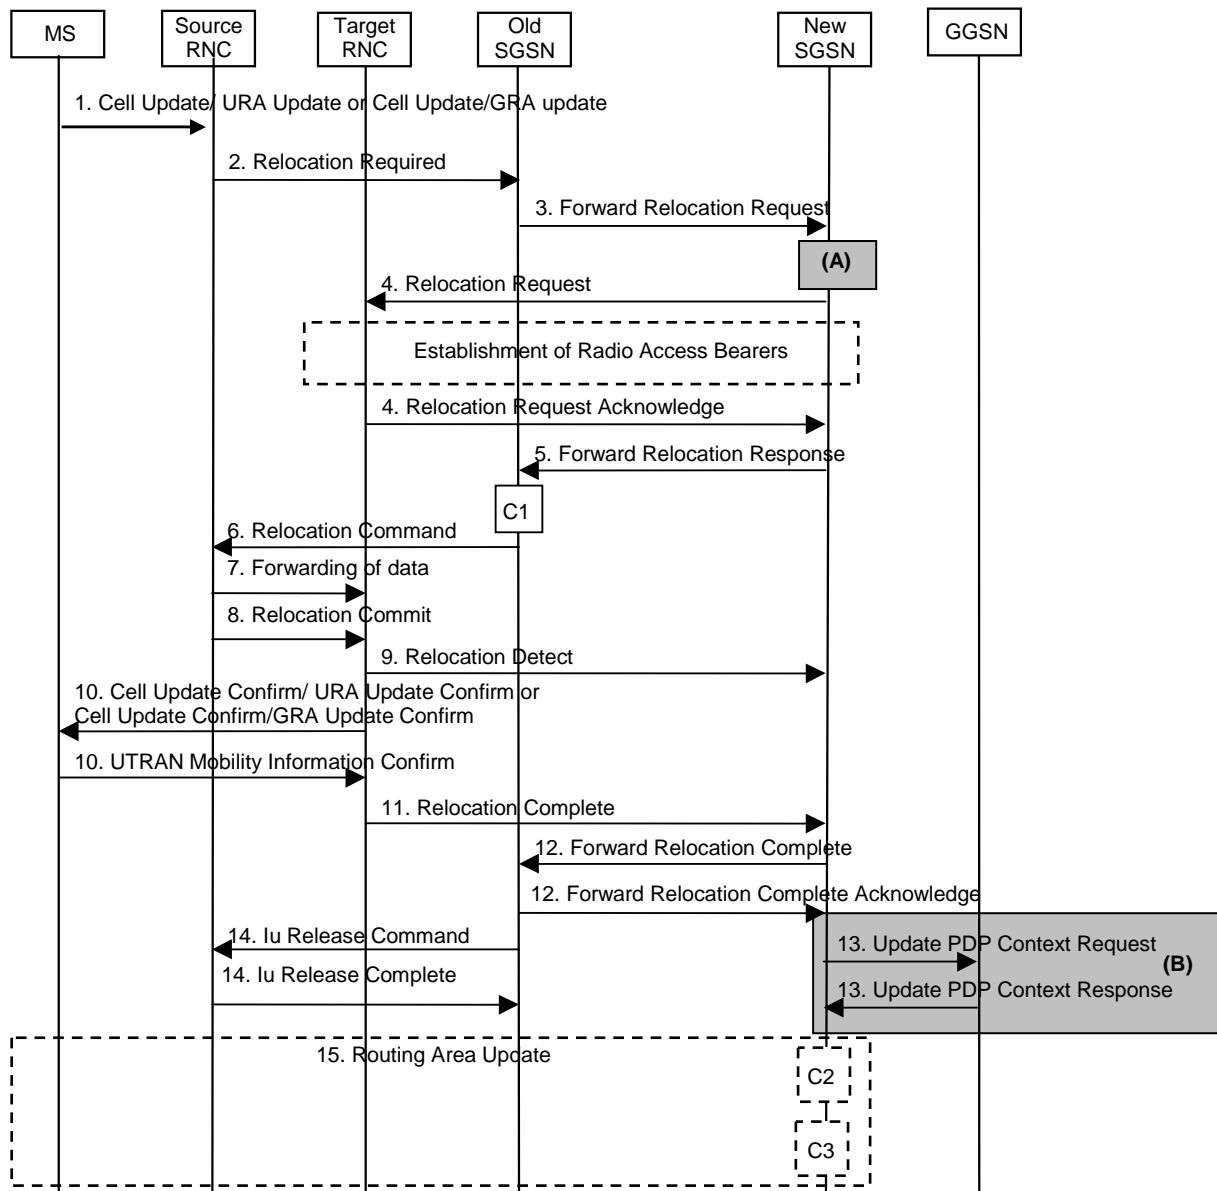 MS
Source
RNC
Target
RNC
Old
SGSN
New
SGSN
GGSN
1. Cell Update/ URA Update or Cell Update/GRA update
2. Relocation Required
3. Forward Relocation Request
(A)
4. Relocation Request
Establishment of Radio Access Bearers
4. Relocation Request Acknowledge
5. Forward Relocation Response
C1
6. Relocation Command
7. Forwarding of data
8. Relocation Commit
9. Relocation Detect
10. Cell Update Confirm/ URA Update Confirm or
Cell Update Confirm/GRA Update Confirm
10. UTRAN Mobility Information Confirm
11. Relocation Complete
12. Forward Relocation Complete
12. Forward Relocation Complete Acknowledge
14. Iu Release Command
13. Update PDP Context Request
(B)
14. Iu Release Complete
13. Update PDP Context Response
15. Routing Area Update
C2
C3